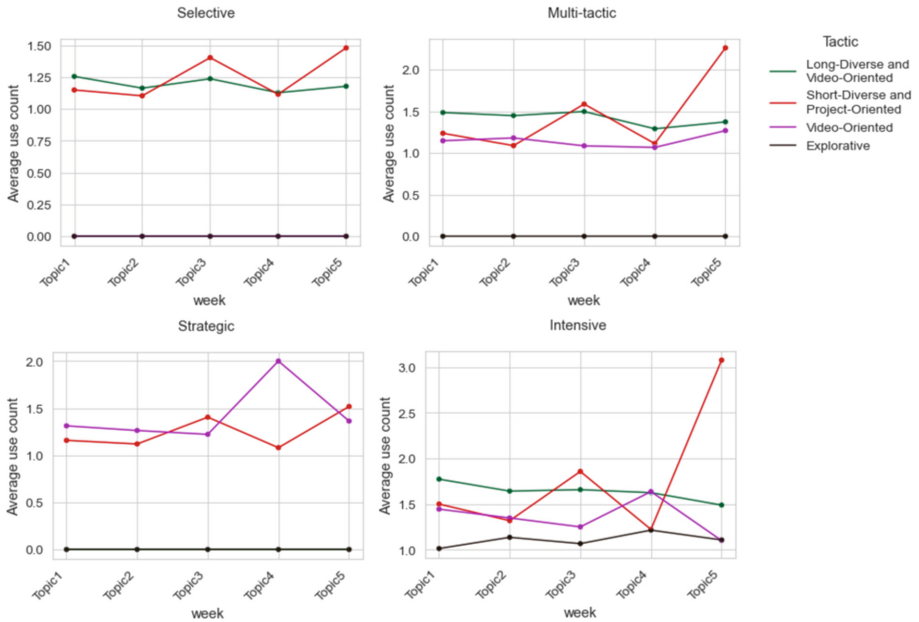 Selective
Average use count
1.50
1.25
1.00
0.75
0.50
0.25
0.00
Topic1
Topic2
Topic3
Topic4
Topic5
week
Multi-tactic
Average use count
2.0
1.5
1.0
0.5
0.0
Topic1
Topic2
Topic3
Topic4
Topic5
week
Tactic
Long-Diverse and
Video-Oriented
Short-Diverse and
Project-Oriented
Video-Oriented
Explorative
Strategic
Average use count
2.0
1.5
1.0
0.5
0.0
Topic1
Topic2
Topic3
Topic4
Topic5
week
Intensive
Average use count
3.0
2.5
2.0
1.5
1.0
Topic1
Topic2
Topic3
Topic4
Topic5
week